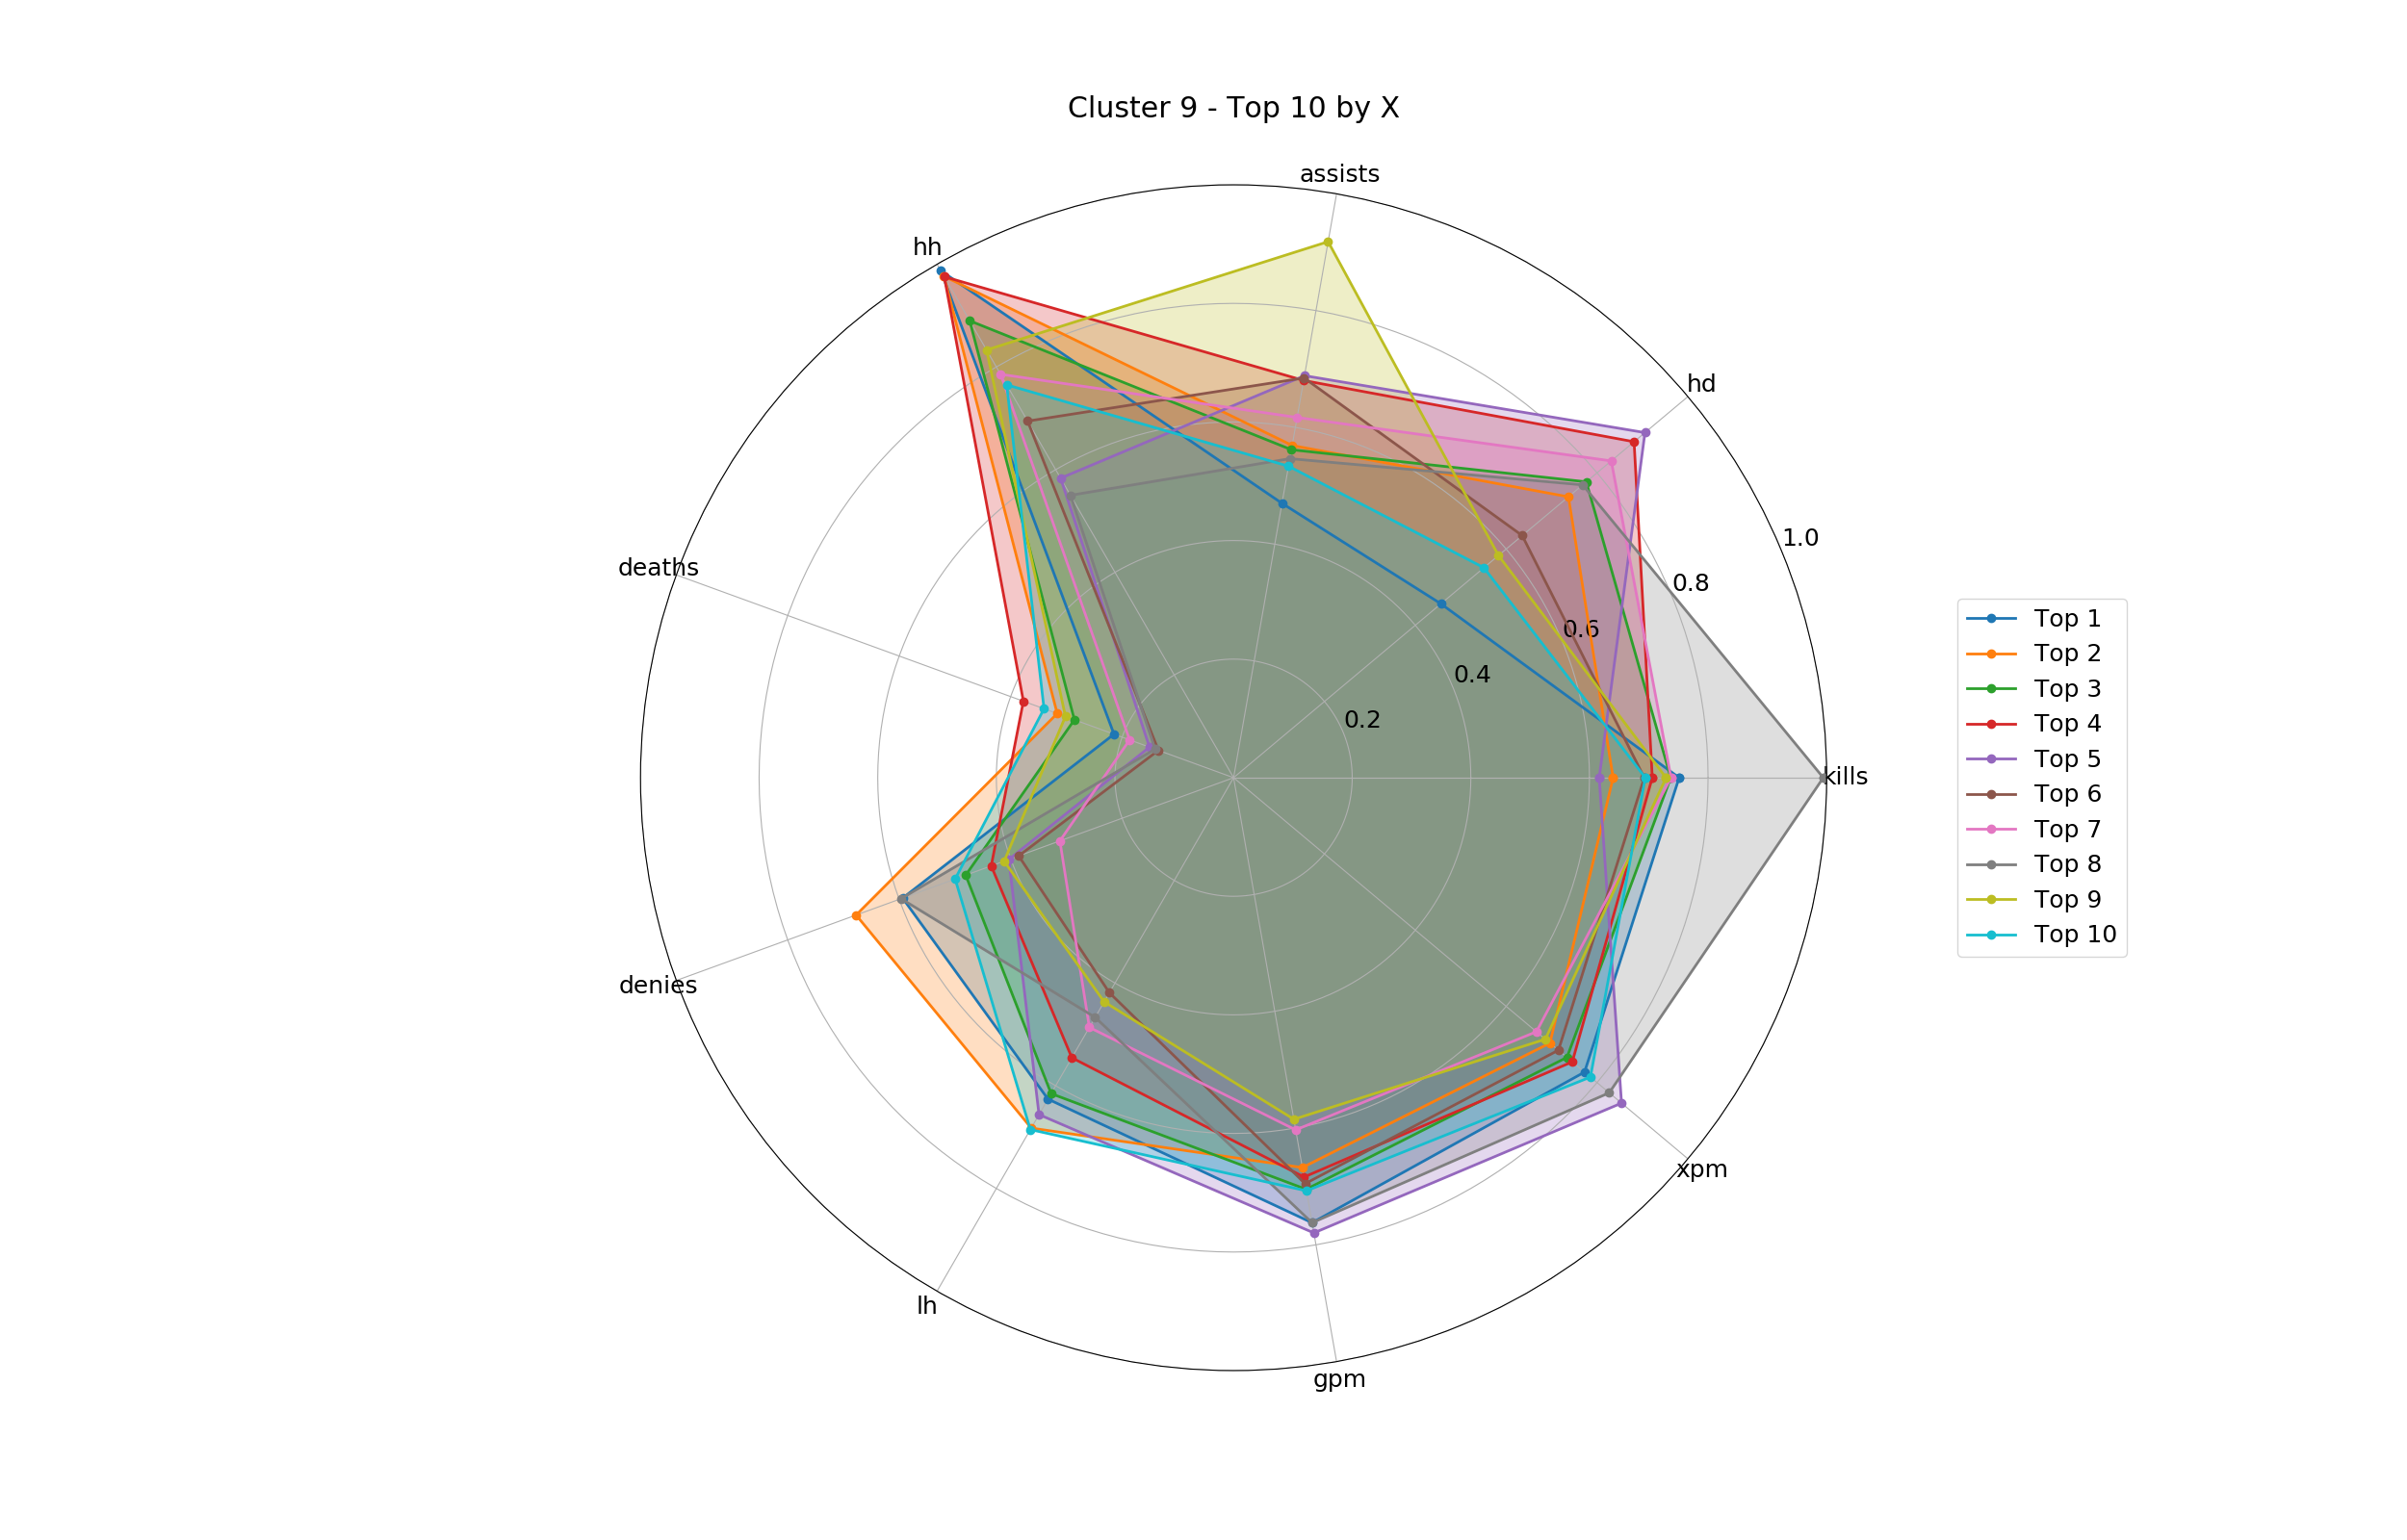 Cluster 9 - Top 10 by X
assists
hh
hd
1.0
deaths
0.8
0.6
0.4
0.2
kills
denies
xpm
lh
gpm
Top 1
Top 2
Top 3
Top 4
Top 5
Top 6
Top 7
Top 8
Top 9
Top 10